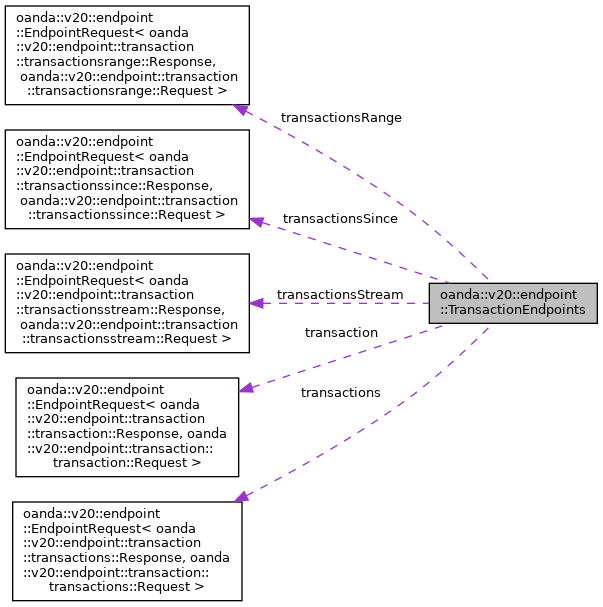 oanda::v20::endpoint
::EndpointRequest< oanda
::v20::endpoint::transaction
::transactionsrange::Response,
oanda::v20::endpoint::transaction
::transactionsrange::Request >
transactionsRange
oanda::v20::endpoint
::EndpointRequest< oanda
::v20::endpoint::transaction
::transactionssince::Response,
oanda::v20::endpoint::transaction
::transactionssince::Request >
transactionsSince
oanda::v20::endpoint
::EndpointRequest< oanda
::v20::endpoint::transaction
::transactionsstream::Response,
oanda::v20::endpoint::transaction
::transactionsstream::Request >
transactionsStream
oanda::v20::endpoint
::TransactionEndpoints
transaction
oanda::v20::endpoint
::EndpointRequest< oanda
::v20::endpoint::transaction
::transaction::Response, oanda
::v20::endpoint::transaction::
transaction::Request >
transactions
oanda::v20::endpoint
::EndpointRequest< oanda
::v20::endpoint::transaction
::transactions::Response, oanda
::v20::endpoint::transaction::
transactions::Request >